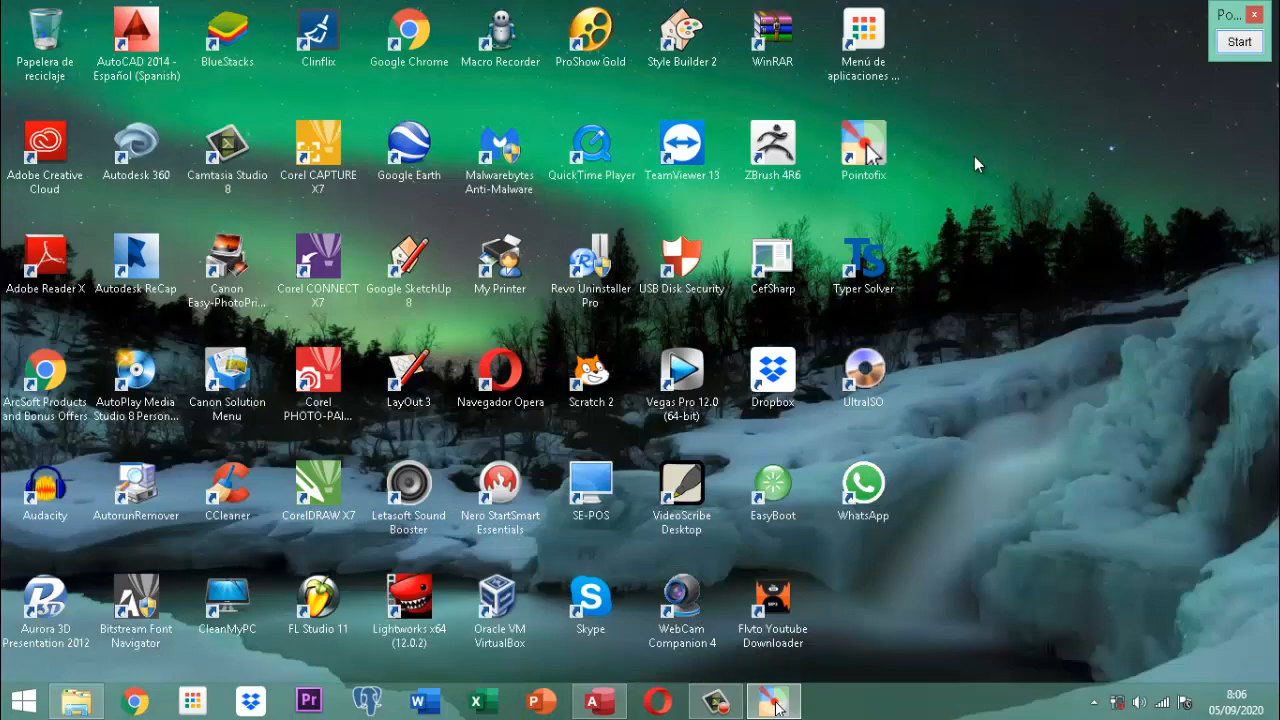 Papelera de
reciclaje
AutoCAD 2014 -
Español (Spanish)
BlueStacks
Clinflix
Google Chrome
Macro Recorder
ProShow Gold
Style Builder 2
WinRAR
Menú de
aplicaciones ...
Po...
Start
Adobe Creative
Cloud
Autodesk 360
Camtasia Studio
8
Corel CAPTURE
X7
Google Earth
Malwarebytes
Anti-Malware
QuickTime Player
TeamViewer 13
ZBrush 4R6
Pointofix
Adobe Reader X
Autodesk ReCap
Canon
Easy-PhotoPri...
Corel CONNECT
X7
Google SketchUp
8
My Printer
Revo Uninstaller
Pro
USB Disk Security
CefSharp
Ts
Typer Solver
ArcSoft Products
and Bonus Offers
AutoPlay Media
Studio 8 Person...
Canon Solution
Menu
Corel
PHOTO-PAI...
LayOut 3
Navegador Opera
Scratch 2
Vegas Pro 12.0
(64-bit)
Dropbox
UltraISO
Audacity
AutorunRemover
CCleaner
CorelDRAW X7
Letasoft Sound
Booster
Nero StartSmart
Essentials
SE-POS
VideoScribe
Desktop
EasyBoot
WhatsApp
Aurora 3D
Presentation 2012
Bitstream Font
Navigator
CleanMyPC
FL Studio 11
Lightworks x64
(12.0.2)
Oracle VM
VirtualBox
Skype
WebCam
Companion 4
Flvto Youtube
Downloader
Pr
8:06
05/09/2020